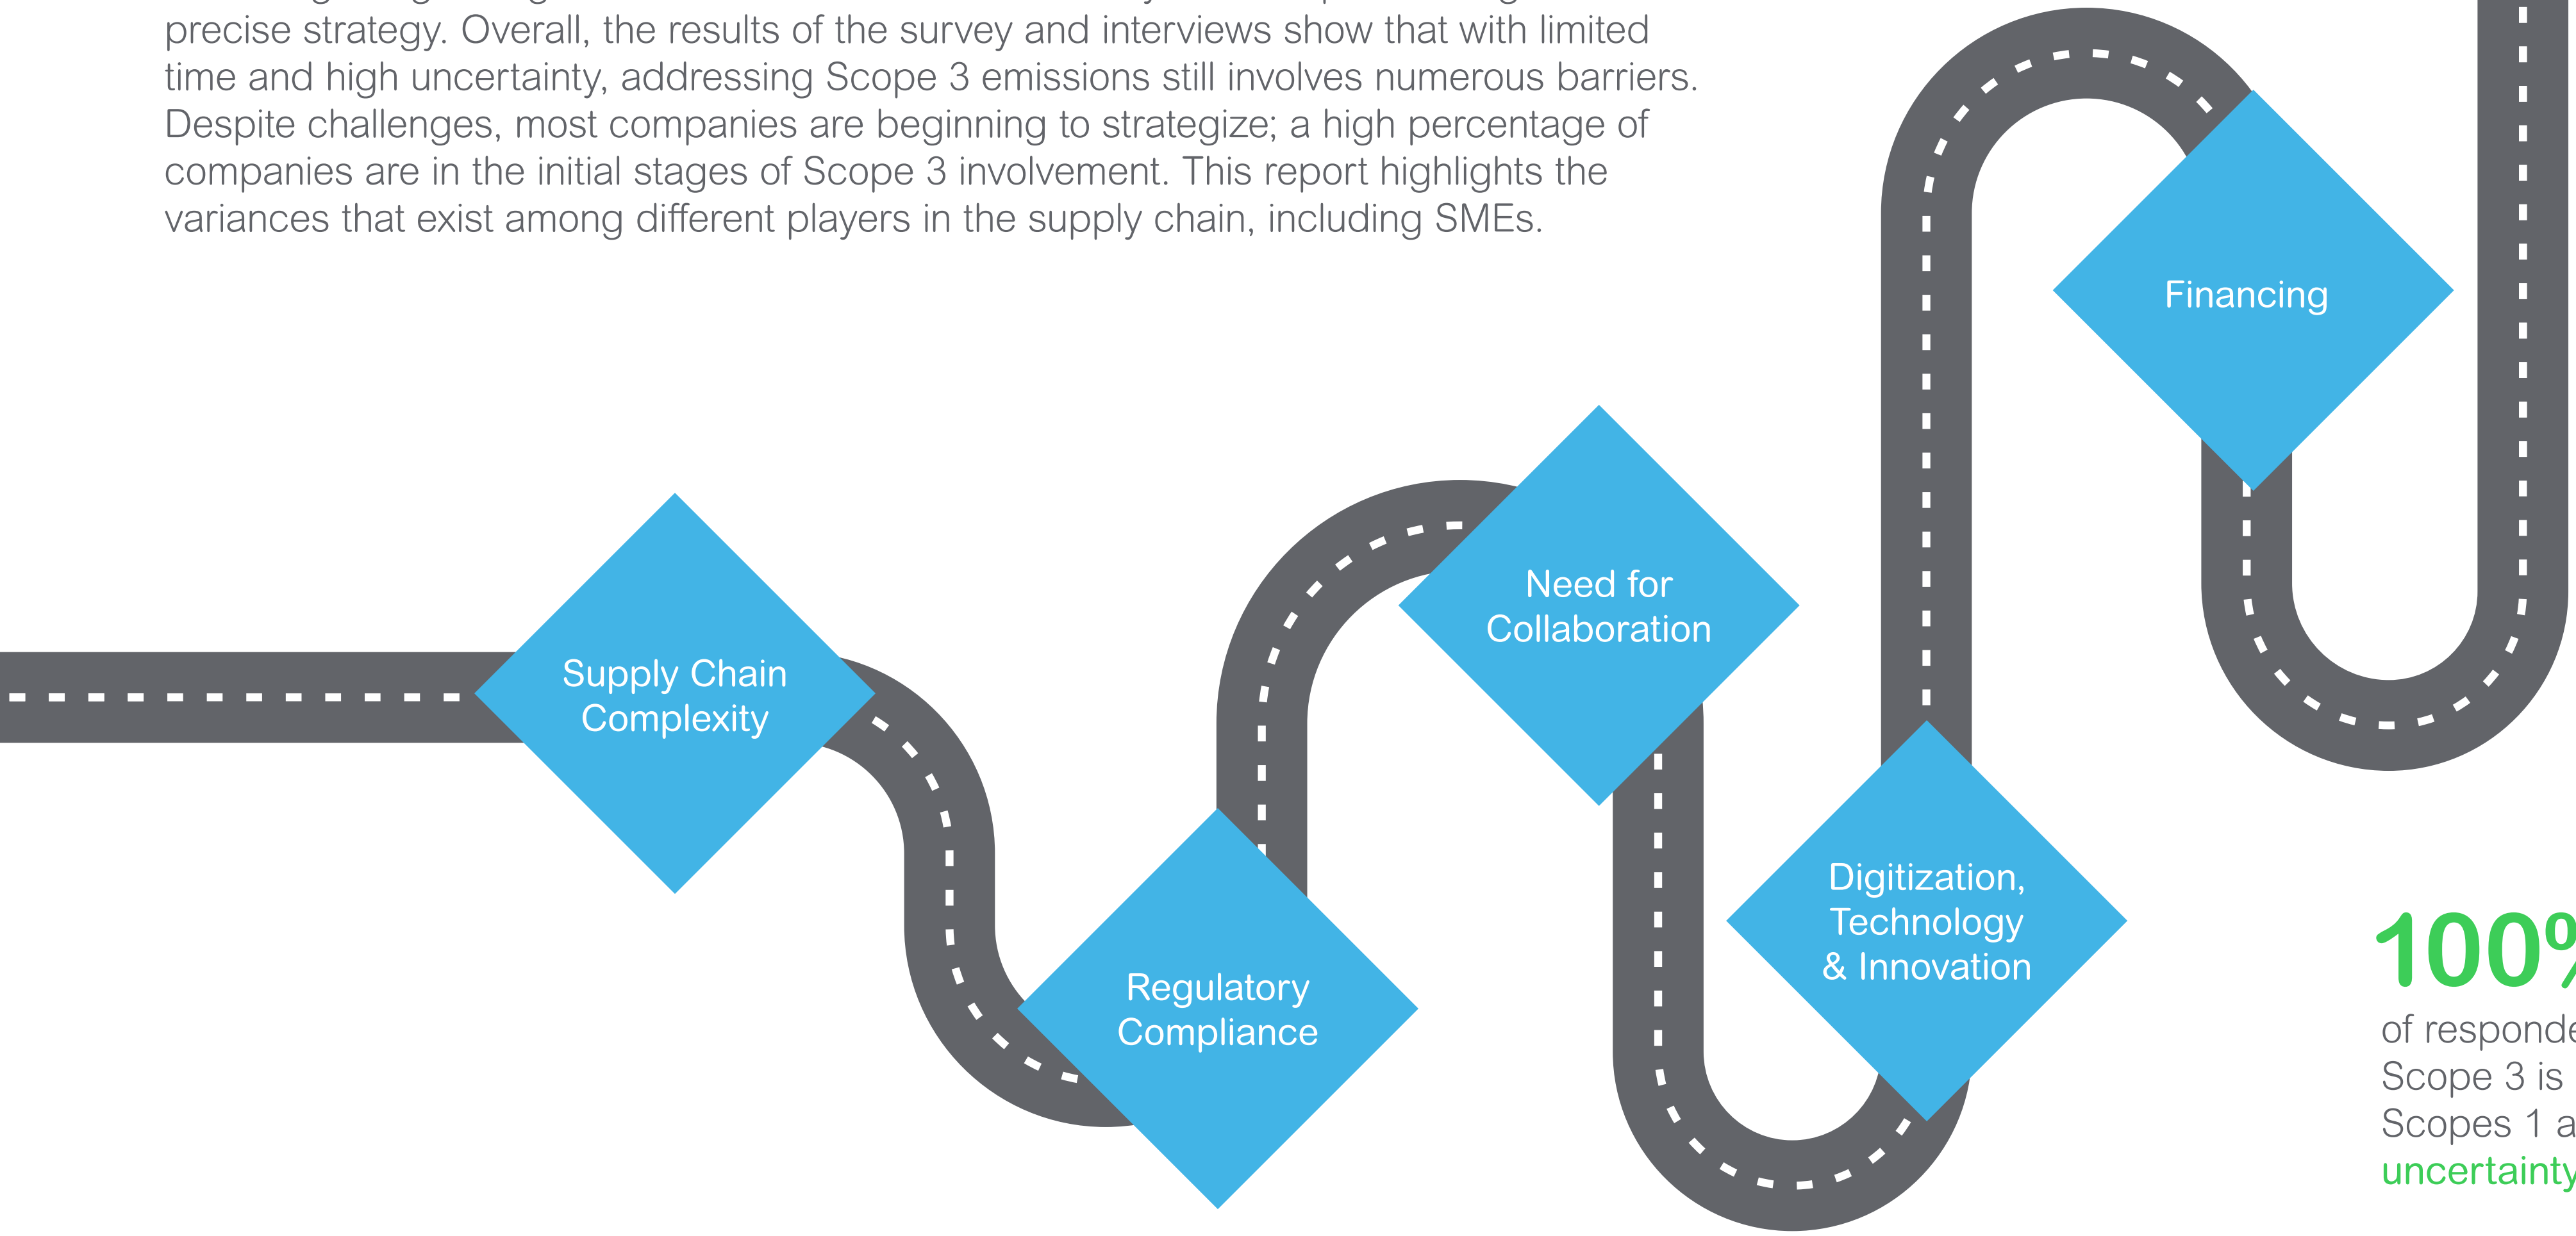 precise strategy. Overall, the results of the survey and interviews show that with limited
time and high uncertainty, addressing Scope 3 emissions still involves numerous barriers.
Despite challenges, most companies are beginning to strategize; a high percentage of
companies are in the initial stages of Scope 3 involvement. This report highlights the
variances that exist among different players in the supply chain, including SMEs.
Financing
Need for
Collaboration
Supply Chain
Complexity
Digitization,
Technology
& Innovation
Regulatory
Compliance
100%
of
Scope 3 is
Scopes 1
uncertainty